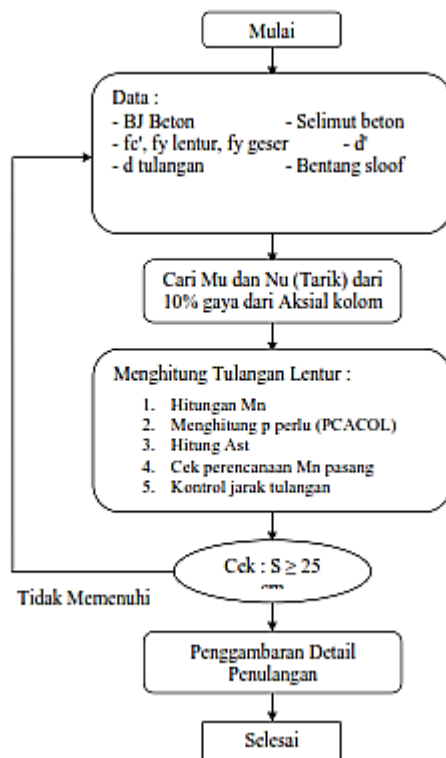 Mulai
Data :
- BJ Beton - Selimut beton
- fc', fy lentur, fy geser - d'
- d tulangan - Bentang sloof
Cari Mu dan Nu (Tarik) dari
10% gaya dari Aksial kolom
Menghitung Tulangan Lentur :
1. Hitungan Mn
2. Menghitung p perlu (PCACOL)
3. Hitung Ast
4. Cek perencanaan Mn pasang
5. Kontrol jarak tulangan
Cek : S ≥ 25
Tidak Memenuhi
Penggambaran Detail
Penulangan
Selesai